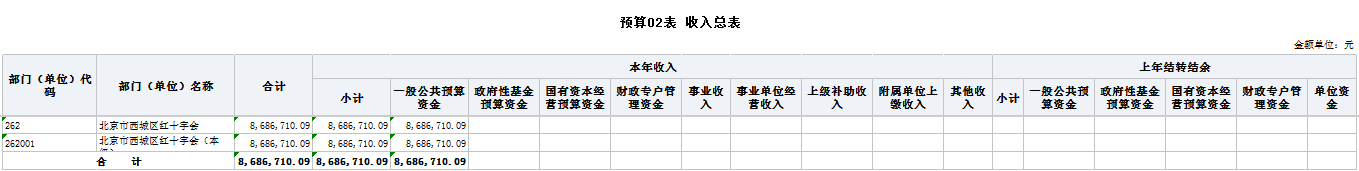 预算02表 收入总表
金额单位：元
部门（单位）代码 部门（单位）名称 合计 本年收入 上年结转结余
小计 一般公共预算资金 政府性基金预算资金 国有资本经营预算资金 财政专户管理资金 事业收入 事业单位经营收入 上级补助收入 附属单位上缴收入 其他收入 小计 一般公共预算资金 政府性基金预算资金 国有资本经营预算资金 财政专户管理资金 单位资金
262 北京市西城区红十字会 8,686,710.09 8,686,710.09 8,686,710.09
262001 北京市西城区红十字会（本 8,686,710.09 8,686,710.09 8,686,710.09
合 计 8,686,710.09 8,686,710.09 8,686,710.09